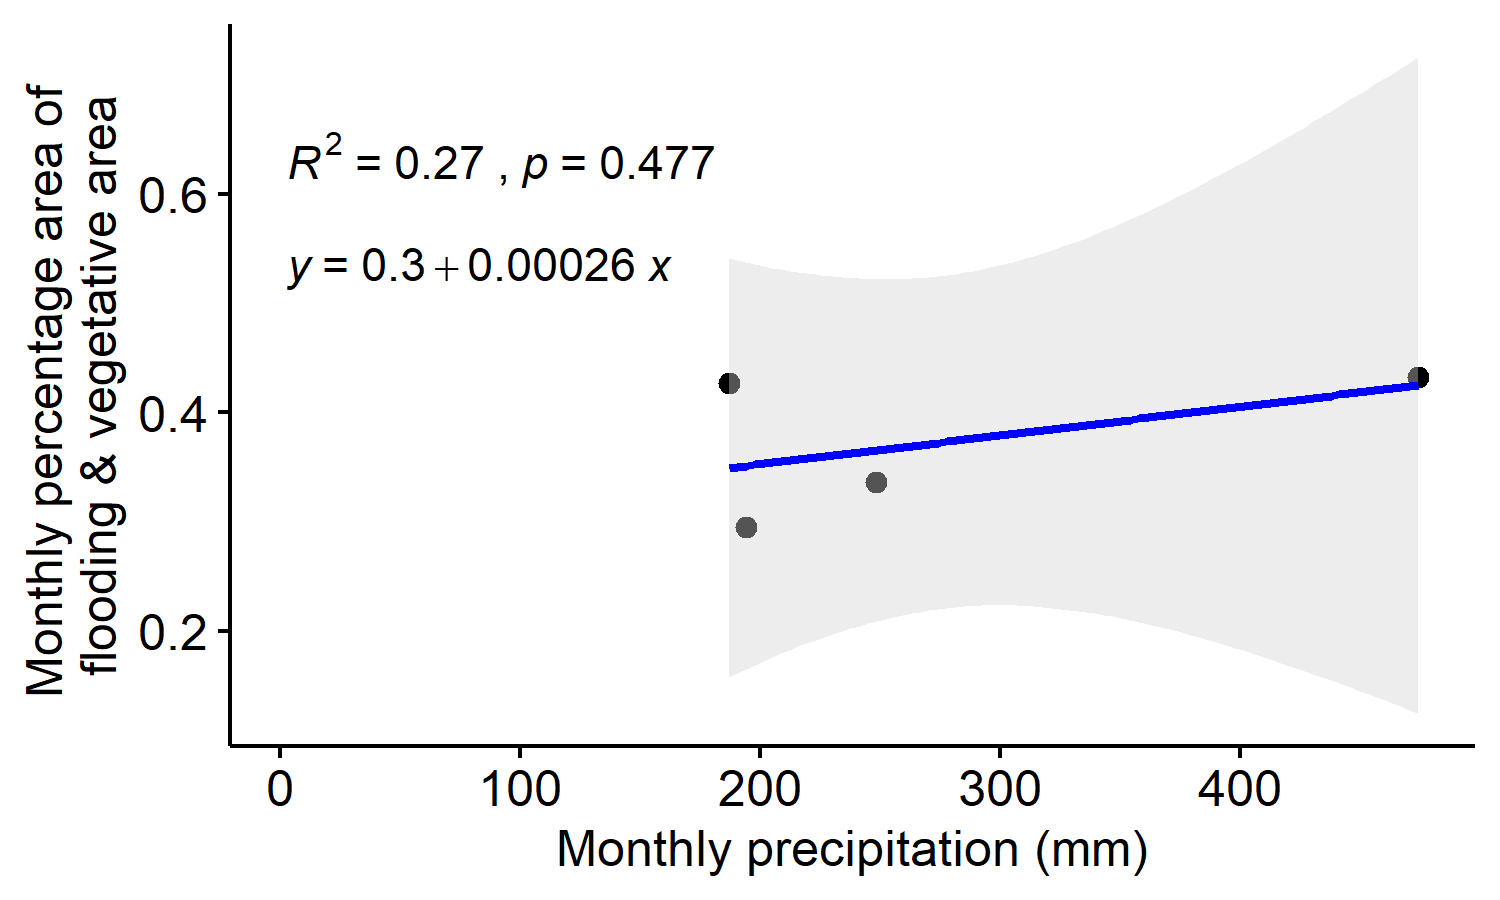 Monthly percentage area of
flooding & vegetative area
R² = 0.27 , p = 0.477
y = 0.3 + 0.00026 x
0.6
0.4
0.2
0 100 200 300 400
Monthly precipitation (mm)